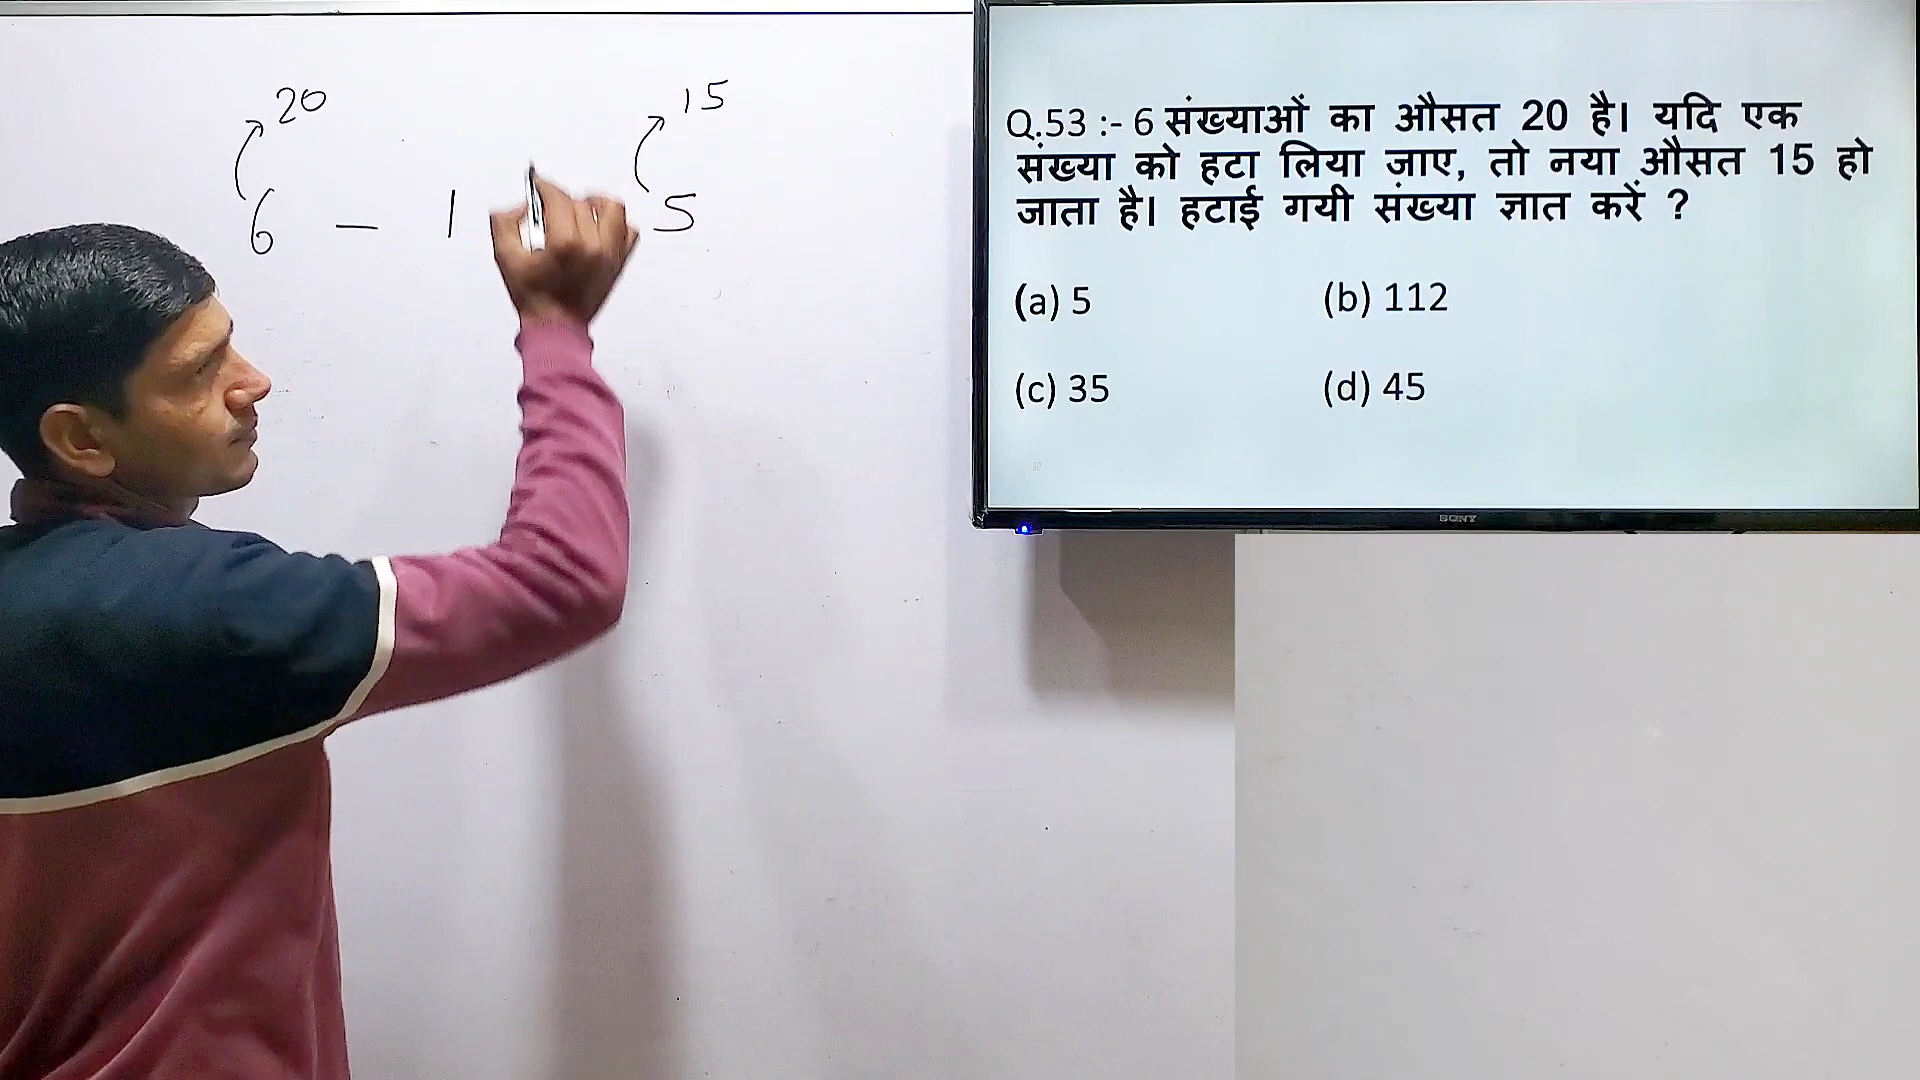 20
15
6 – 1 5
Q.53 :- 6 संख्याओं का औसत 20 है। यदि एक
संख्या को हटा लिया जाए, तो नया औसत 15 हो
जाता है। हटाई गयी संख्या ज्ञात करें ?
(a) 5 (b) 112
(c) 35 (d) 45
SONY